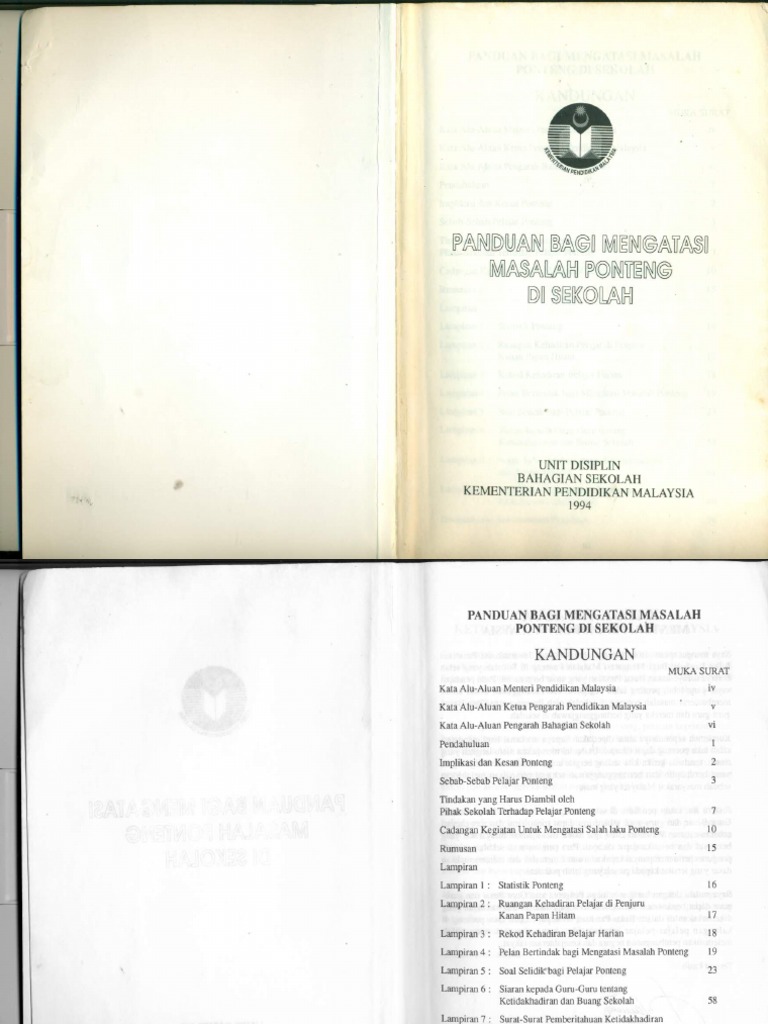 KEMENTERIAN PENDIDIKAN MALAYSIA
PANDUAN BAGI MENGATASI
MASALAH PONTENG
DI SEKOLAH
UNIT DISIPLIN
BAHAGIAN SEKOLAH
KEMENTERIAN PENDIDIKAN MALAYSIA
1994
PANDUAN BAGI MENGATASI MASALAH
PONTENG DI SEKOLAH
KANDUNGAN
MUKA SURAT
Kata Alu-Aluan Menteri Pendidikan Malaysia iv
Kata Alu-Aluan Ketua Pengarah Pendidikan Malaysia v
Kata Alu-Aluan Pengarah Bahagian Sekolah vi
Pendahuluan 1
Implikasi dan Kesan Ponteng 2
Sebab-Sebab Pelajar Ponteng 3
Tindakan yang Harus Diambil oleh
Pihak Sekolah Terhadap Pelajar Ponteng 7
Cadangan Kegiatan Untuk Mengatasi Salah laku Ponteng 10
Rumusan 15
Lampiran
Lampiran 1 : Statistik Ponteng 16
Lampiran 2 : Ruangan Kehadiran Pelajar di Penjuru
Kanan Papan Hitam 17
Lampiran 3 : Rekod Kehadiran Belajar Harian 18
Lampiran 4 : Pelan Bertindak bagi Mengatasi Masalah Ponteng 19
Lampiran 5 : Soal Selidik bagi Pelajar Ponteng 23
Lampiran 6 : Siaran kepada Guru-Guru tentang
Ketidakhadiran dan Buang Sekolah 58
Lampiran 7 : Surat-Surat Pemberitahuan Ketidakhadiran